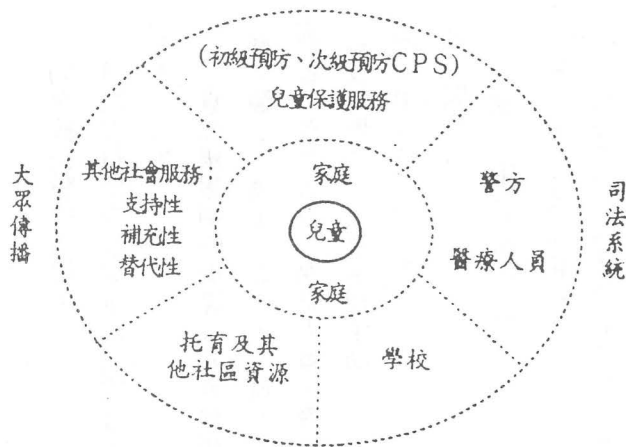 (初級預防、次級預防CPS)
兒童保護服務
大眾傳播
其他社會服務:
支持性
補充性
替代性
家庭
兒童
家庭
警方
醫療人員
司法系統
托育及其
他社區資源
學校